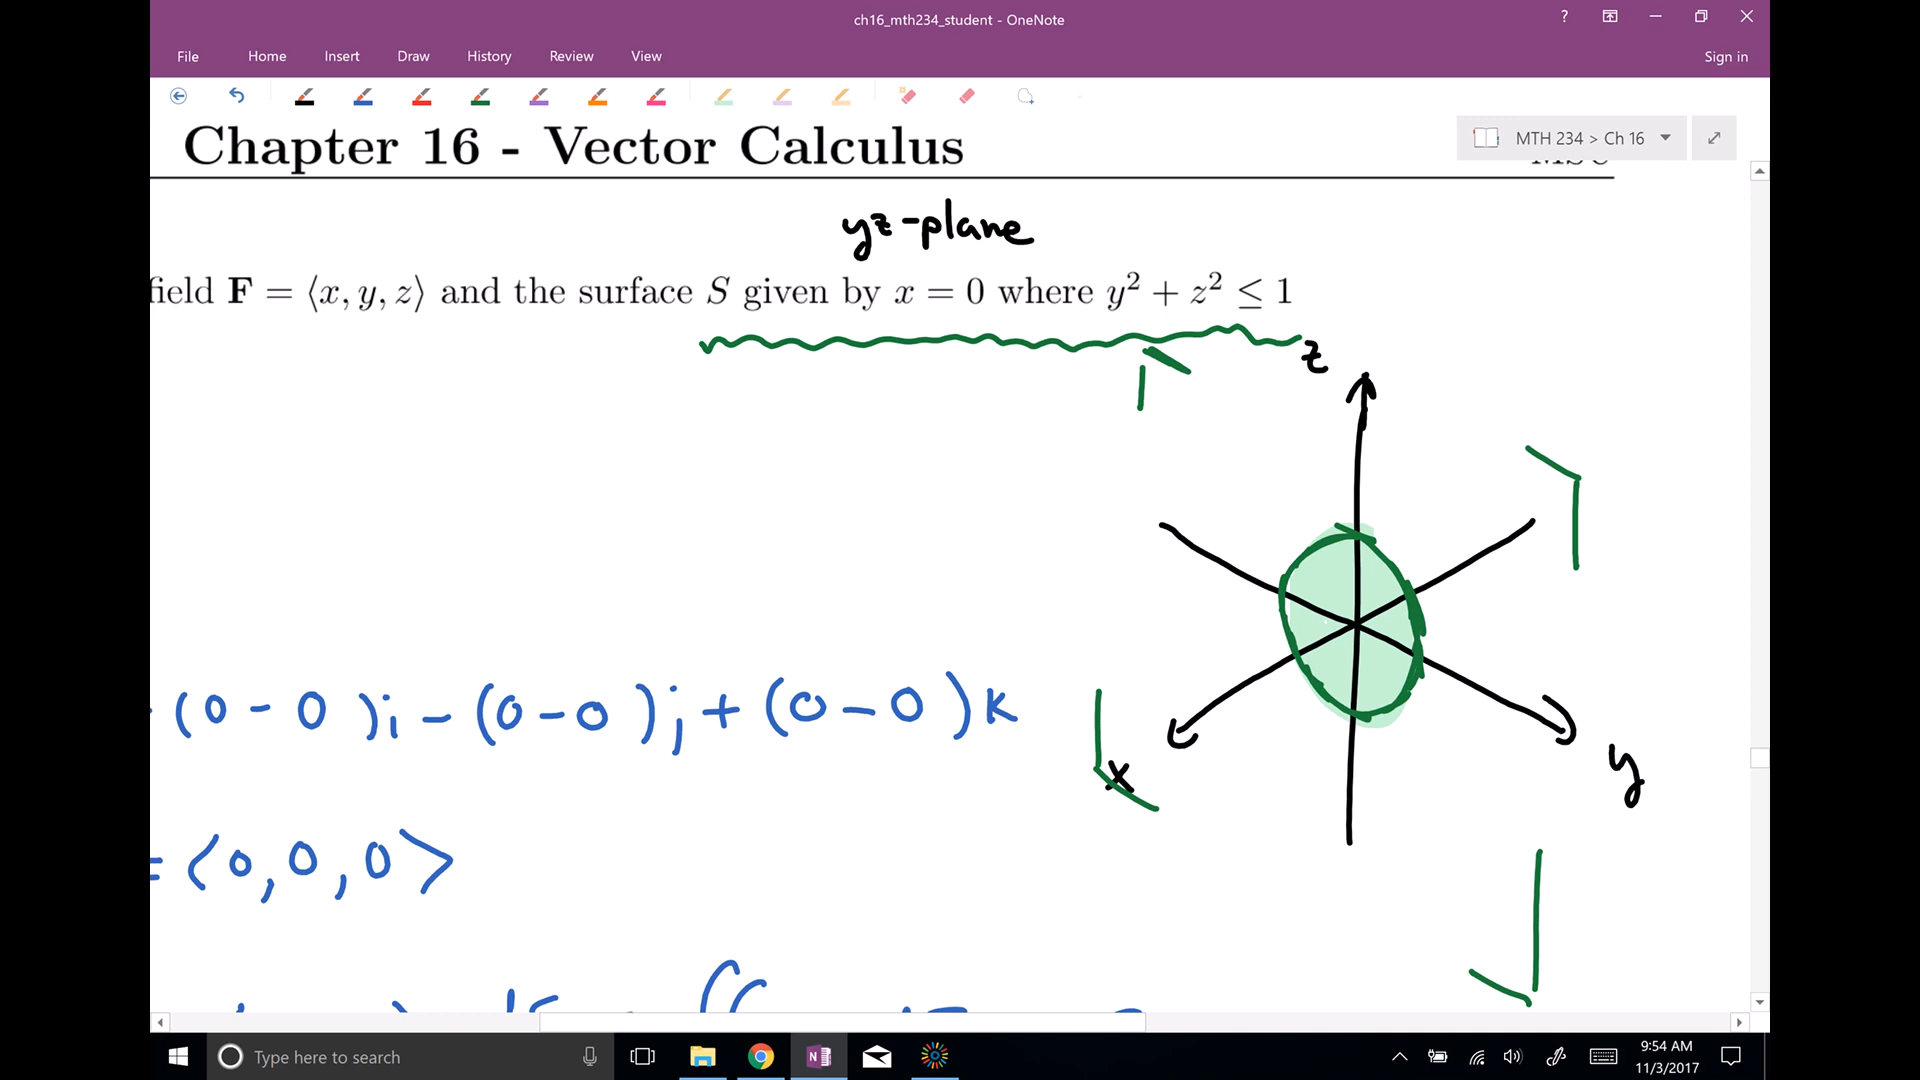 ch16_mth234_student - OneNote
?
File Home Insert Draw History Review View Sign in
Chapter 16 - Vector Calculus
MTH 234 > Ch 16
yz-plane
field F = ⟨x, y, z⟩ and the surface S given by x = 0 where y² + z² ≤ 1
z
(0 - 0)i - (0-0)j + (0-0)k
x
y
= <0,0,0>
Type here to search
9:54 AM
11/3/2017